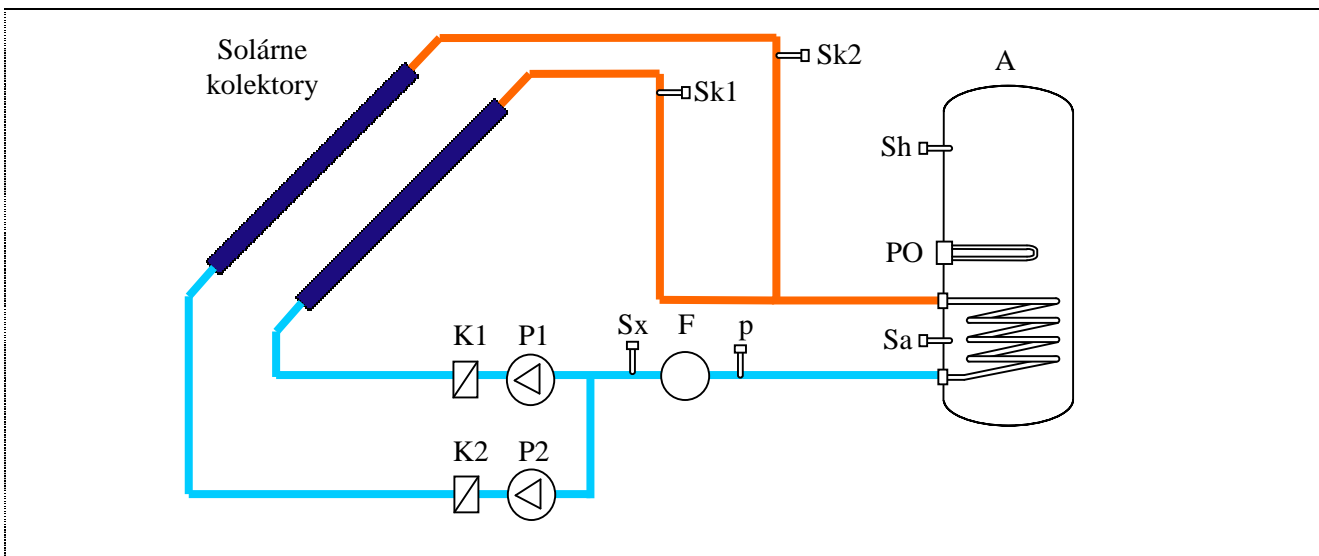 Solárne
kolektory
Sk2
Sk1
A
Sh
PO
Sa
Sx
F
p
K1
P1
K2
P2